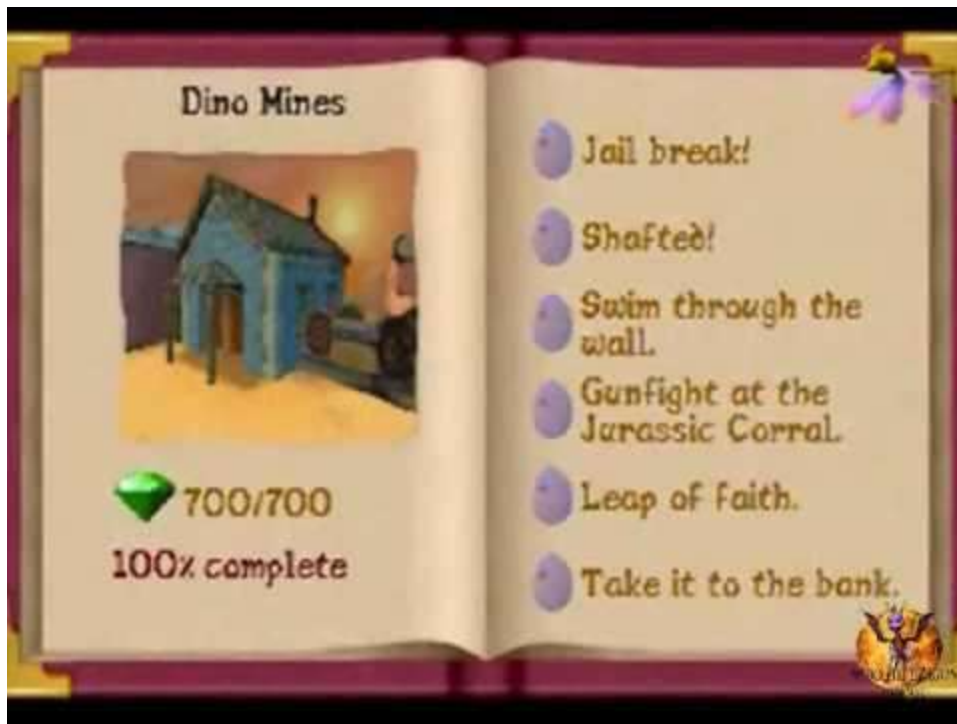 Dino Mines
700/700
100% complete
Jail break!
Shafted!
Swim through the
wall.
Gunfight at the
Jurassic Corral.
Leap of faith.
Take it to the bank.